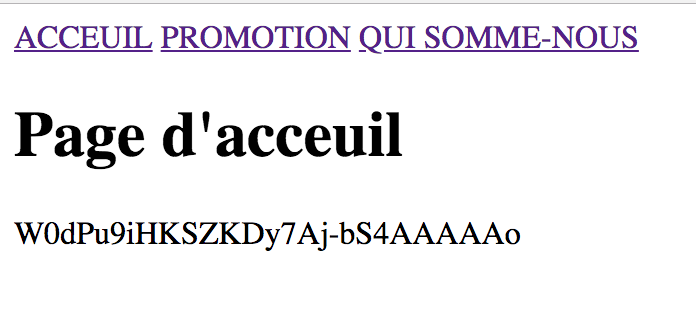 ACCEUIL PROMOTION QUI SOMME-NOUS
Page d'acceuil
W0dPu9iHKSZKDy7Aj-bS4AAAAAo